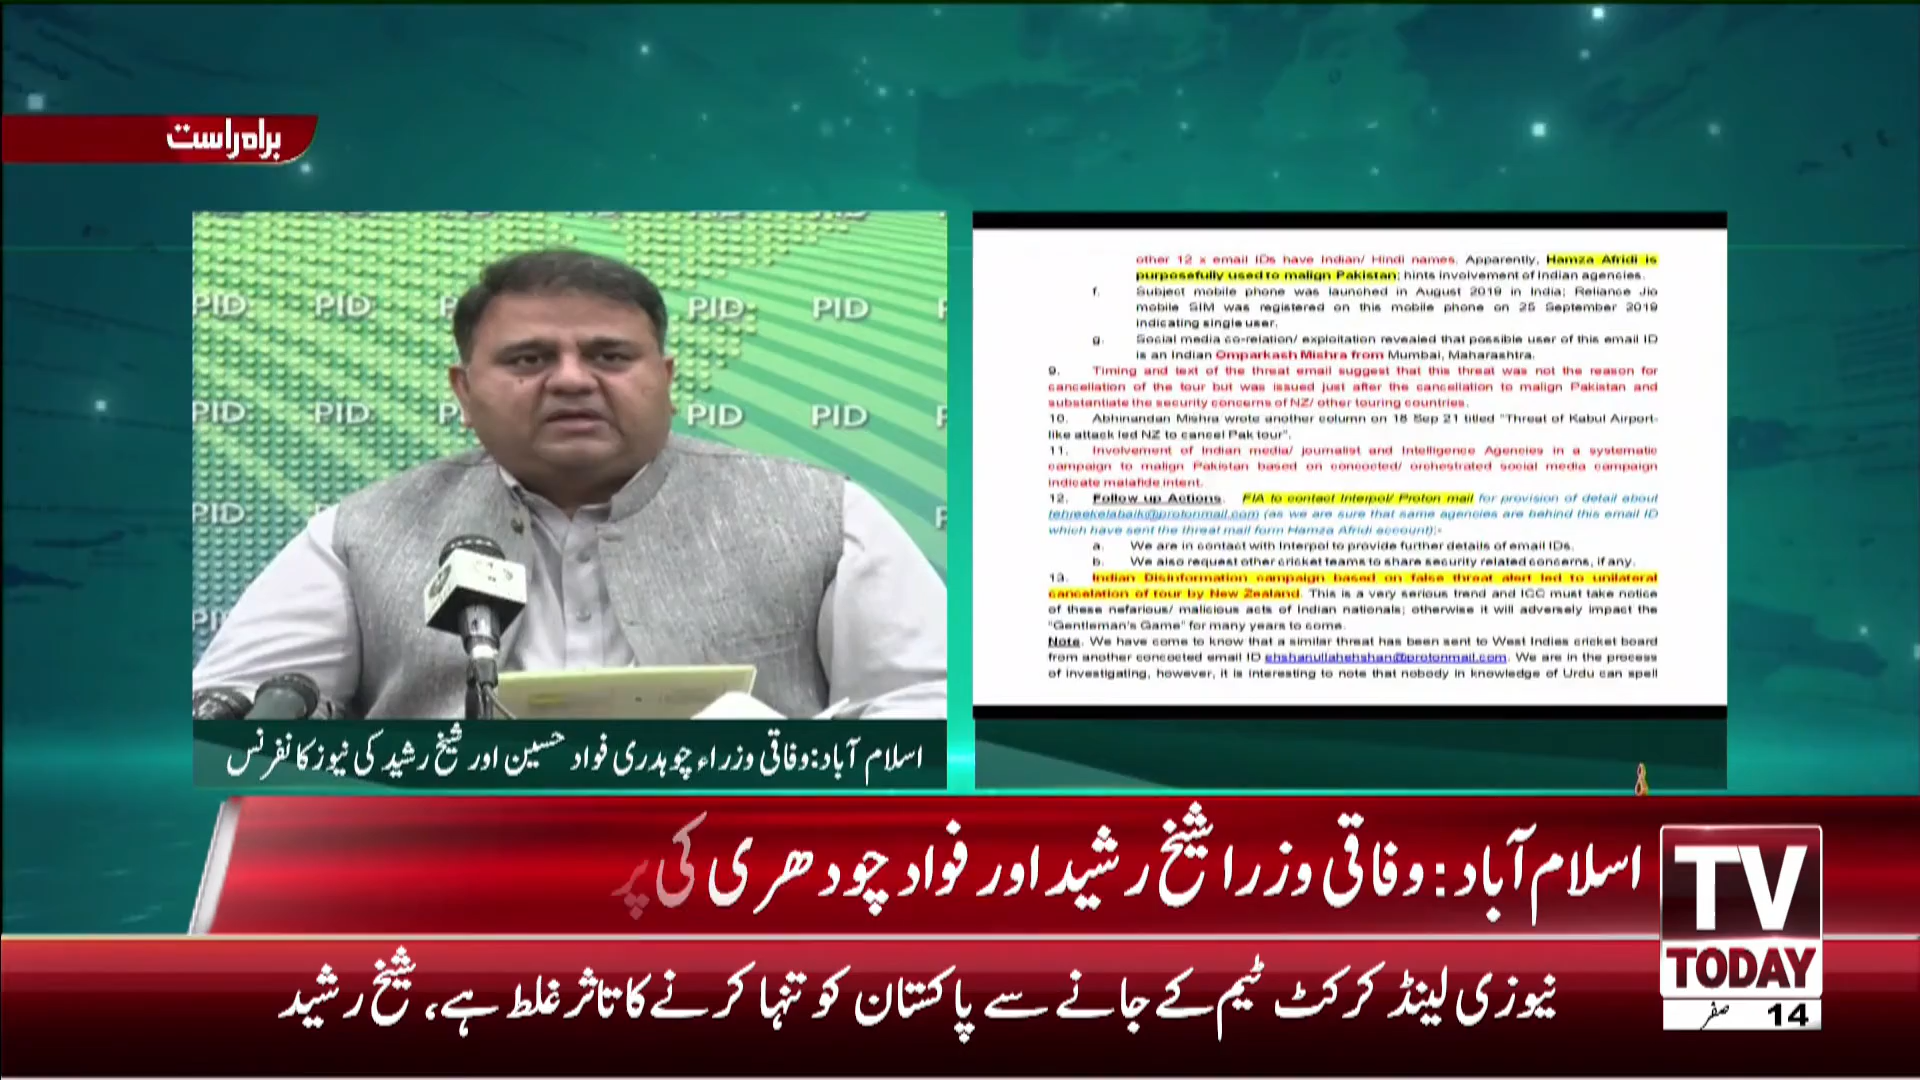 براہ راست
PID
PID
PID
PID
PID
PID
PID
PID
PID
other 12 x email IDs have Indian/ Hindi names. Apparently, Hamza Afridi is
purposefully used to malign Pakistan; hints involvement of Indian agencies.
f. Subject mobile phone was launched in August 2019 in India; Reliance Jio
mobile SIM was registered on this mobile phone on 25 September 2019
indicating single user.
g. Social media co-relation/ exploitation revealed that possible user of this email ID
is an Indian Omparkash Mishra from Mumbai, Maharashtra.
9. Timing and text of the threat email suggest that this threat was not the reason for
cancellation of the tour but was issued just after the cancellation to malign Pakistan and
substantiate the security concerns of NZ/ other touring countries.
10. Abhinandan Mishra wrote another column on 18 Sep 21 titled "Threat of Kabul Airport-
like attack led NZ to cancel Pak tour".
11. Involvement of Indian media/ journalist and Intelligence Agencies in a systematic
campaign to malign Pakistan based on concocted/ orchestrated social media campaign
indicate malafide intent.
12. Follow up Actions. FIA to contact Interpol/ Proton mail for provision of detail about
tehreekelabaik@protonmail.com (as we are sure that same agencies are behind this email ID
which have sent the threat mail form Hamza Afridi account):-
a. We are in contact with Interpol to provide further details of email IDs.
b. We also request other cricket teams to share security related concerns, if any.
13. Indian Disinformation campaign based on false threat alert led to unilateral
cancelation of tour by New Zealand. This is a very serious trend and ICC must take notice
of these nefarious/ malicious acts of Indian nationals; otherwise it will adversely impact the
"Gentleman's Game" for many years to come.
Note. We have come to know that a similar threat has been sent to West Indies cricket board
from another concocted email ID ehshanullahehshan@protonmail.com. We are in the process
of investigating, however, it is interesting to note that nobody in knowledge of Urdu can spell
اسلام آباد: وفاقی وزراء چوہدری فواد حسین اور شیخ رشید کی نیوز کانفرنس
اسلام آباد: وفاقی وزرا شیخ رشید اور فواد چودھری کی پر
نیوزی لینڈ کرکٹ ٹیم کے جانے سے پاکستان کو تنہا کرنے کا تاثر غلط ہے، شیخ رشید
TV
TODAY
14 صفر